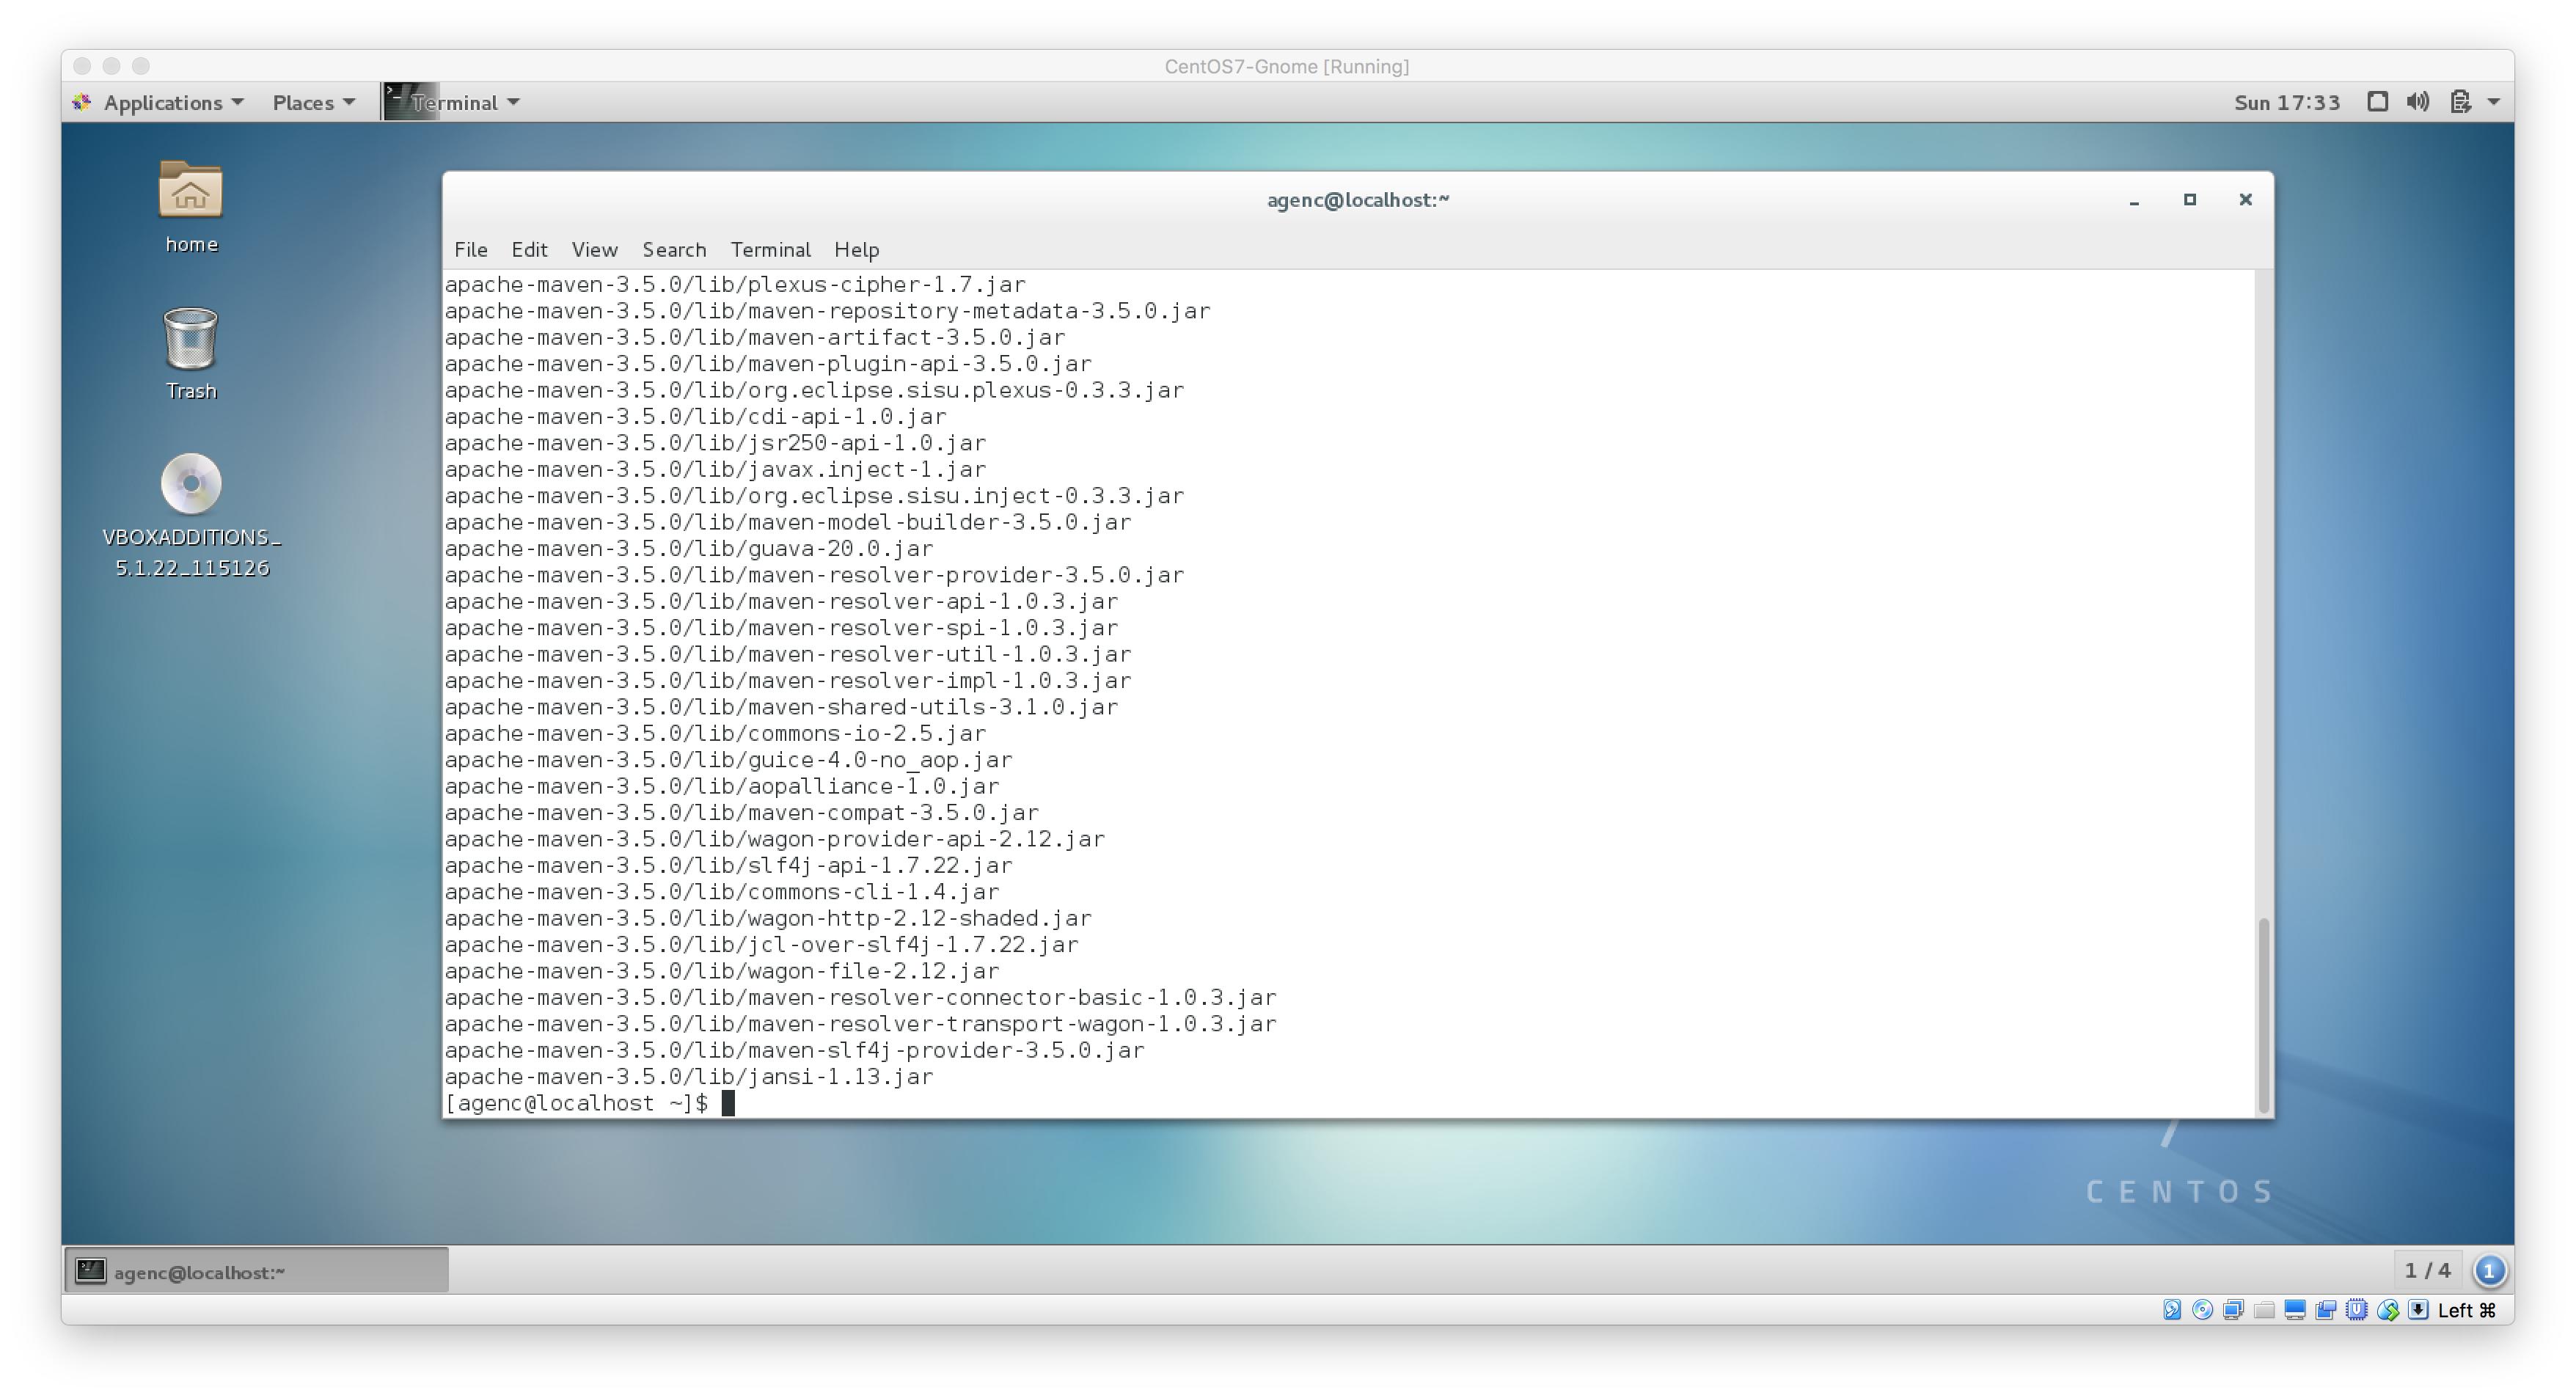 CentOS7-Gnome [Running]
Applications Places Terminal Sun 17:33
home
Trash
VBOXADDITIONS_
5.1.22_115126
agenc@localhost:~
File Edit View Search Terminal Help
apache-maven-3.5.0/lib/plexus-cipher-1.7.jar
apache-maven-3.5.0/lib/maven-repository-metadata-3.5.0.jar
apache-maven-3.5.0/lib/maven-artifact-3.5.0.jar
apache-maven-3.5.0/lib/maven-plugin-api-3.5.0.jar
apache-maven-3.5.0/lib/org.eclipse.sisu.plexus-0.3.3.jar
apache-maven-3.5.0/lib/cdi-api-1.0.jar
apache-maven-3.5.0/lib/jsr250-api-1.0.jar
apache-maven-3.5.0/lib/javax.inject-1.jar
apache-maven-3.5.0/lib/org.eclipse.sisu.inject-0.3.3.jar
apache-maven-3.5.0/lib/maven-model-builder-3.5.0.jar
apache-maven-3.5.0/lib/guava-20.0.jar
apache-maven-3.5.0/lib/maven-resolver-provider-3.5.0.jar
apache-maven-3.5.0/lib/maven-resolver-api-1.0.3.jar
apache-maven-3.5.0/lib/maven-resolver-spi-1.0.3.jar
apache-maven-3.5.0/lib/maven-resolver-util-1.0.3.jar
apache-maven-3.5.0/lib/maven-resolver-impl-1.0.3.jar
apache-maven-3.5.0/lib/maven-shared-utils-3.1.0.jar
apache-maven-3.5.0/lib/commons-io-2.5.jar
apache-maven-3.5.0/lib/guice-4.0-no_aop.jar
apache-maven-3.5.0/lib/aopalliance-1.0.jar
apache-maven-3.5.0/lib/maven-compat-3.5.0.jar
apache-maven-3.5.0/lib/wagon-provider-api-2.12.jar
apache-maven-3.5.0/lib/slf4j-api-1.7.22.jar
apache-maven-3.5.0/lib/commons-cli-1.4.jar
apache-maven-3.5.0/lib/wagon-http-2.12-shaded.jar
apache-maven-3.5.0/lib/jcl-over-slf4j-1.7.22.jar
apache-maven-3.5.0/lib/wagon-file-2.12.jar
apache-maven-3.5.0/lib/maven-resolver-connector-basic-1.0.3.jar
apache-maven-3.5.0/lib/maven-resolver-transport-wagon-1.0.3.jar
apache-maven-3.5.0/lib/maven-slf4j-provider-3.5.0.jar
apache-maven-3.5.0/lib/jansi-1.13.jar
[agenc@localhost ~]$
CENTOS
agenc@localhost:~ 1 / 4 1
Left ⌘